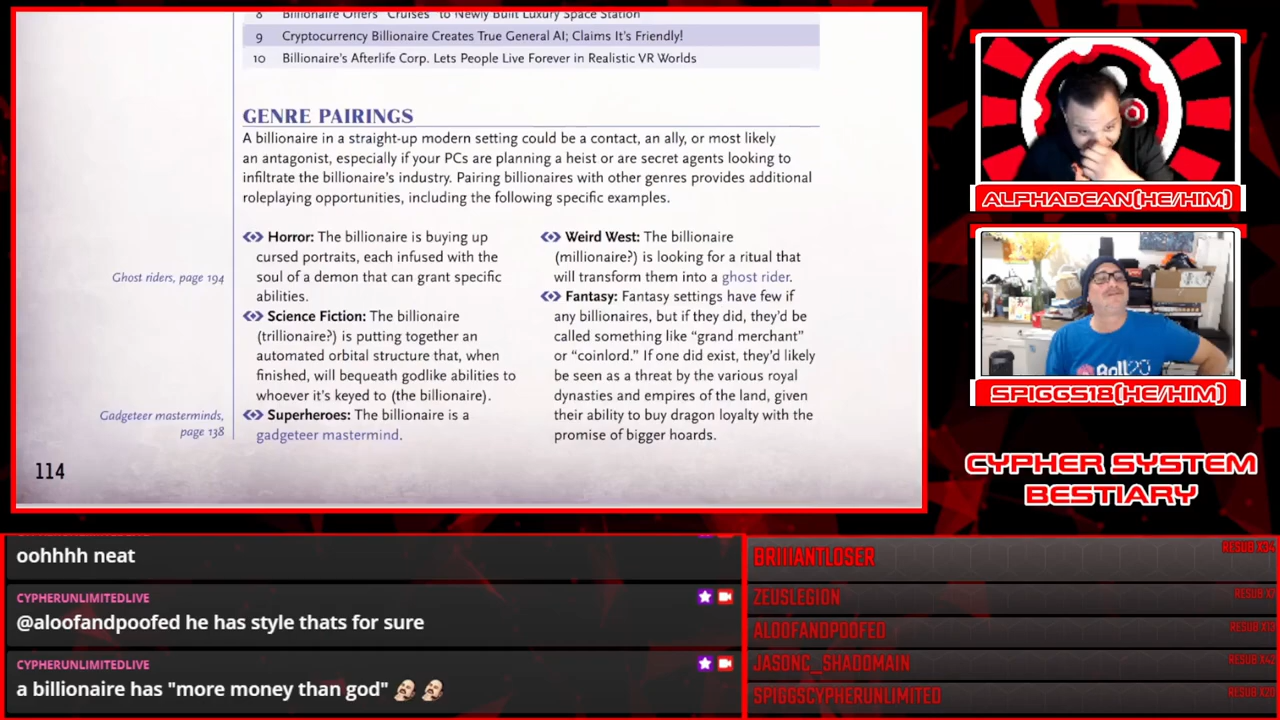 8 Billionaire Offers "Cruises" to Newly Built Luxury Space Station
9 Cryptocurrency Billionaire Creates True General AI; Claims It's Friendly!
10 Billionaire's Afterlife Corp. Lets People Live Forever in Realistic VR Worlds
GENRE PAIRINGS
A billionaire in a straight-up modern setting could be a contact, an ally, or most likely
an antagonist, especially if your PCs are planning a heist or are secret agents looking to
infiltrate the billionaire's industry. Pairing billionaires with other genres provides additional
roleplaying opportunities, including the following specific examples.
Horror: The billionaire is buying up
cursed portraits, each infused with the
soul of a demon that can grant specific
abilities.
Science Fiction: The billionaire
(trillionaire?) is putting together an
automated orbital structure that, when
finished, will bequeath godlike abilities to
whoever it's keyed to (the billionaire).
Superheroes: The billionaire is a
gadgeteer mastermind.
Weird West: The billionaire
(millionaire?) is looking for a ritual that
will transform them into a ghost rider.
Fantasy: Fantasy settings have few if
any billionaires, but if they did, they'd be
called something like "grand merchant"
or "coinlord." If one did exist, they'd likely
be seen as a threat by the various royal
dynasties and empires of the land, given
their ability to buy dragon loyalty with the
promise of bigger hoards.
Ghost riders, page 194
Gadgeteer masterminds,
page 138
114
ALPHADEAN(HE/HIM)
Roll20
SPIGGS18(HE/HIM)
CYPHER SYSTEM
BESTIARY
oohhhh neat
CYPHERUNLIMITEDLIVE
@aloofandpoofed he has style thats for sure
CYPHERUNLIMITEDLIVE
a billionaire has "more money than god"
BRIIIANTLOSER RESUB X34
ZEUSLEGION RESUB X7
ALOOFANDPOOFED RESUB X13
JASONC_SHADOMAIN RESUB X42
SPIGGSCYPHERUNLIMITED RESUB X20